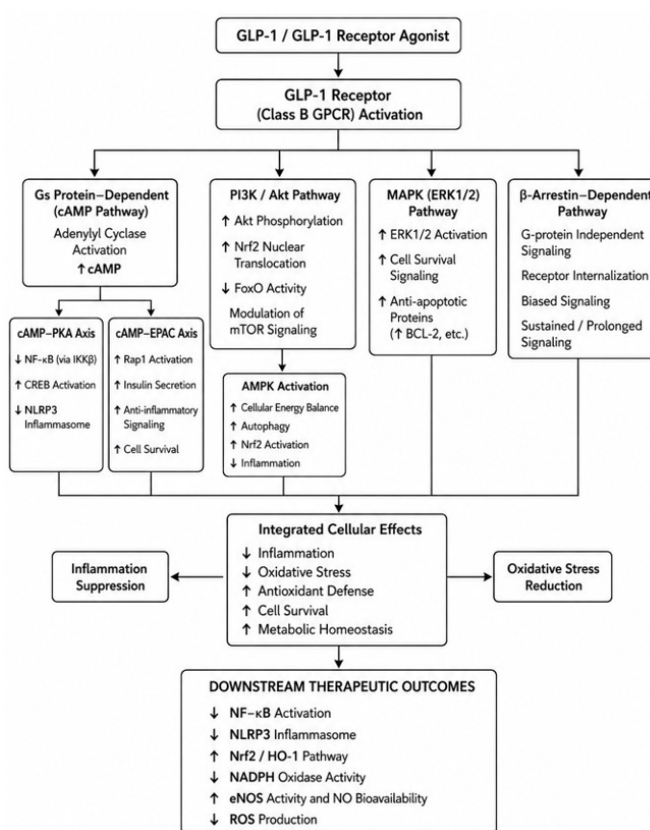 GLP-1 / GLP-1 Receptor Agonist
GLP-1 Receptor
(Class B GPCR) Activation
Gs Protein–Dependent
(cAMP Pathway)
Adenylyl Cyclase
Activation
↑ cAMP
PI3K / Akt Pathway
↑ Akt Phosphorylation
↑ Nrf2 Nuclear
Translocation
↓ FoxO Activity
Modulation of
mTOR Signaling
MAPK (ERK1/2)
Pathway
↑ ERK1/2 Activation
↑ Cell Survival
Signaling
↑ Anti-apoptotic
Proteins
(↑ BCL-2, etc.)
β-Arrestin–Dependent
Pathway
G-protein Independent
Signaling
Receptor Internalization
Biased Signaling
Sustained / Prolonged
Signaling
cAMP–PKA Axis
↓ NF-κB (via IKKβ)
↑ CREB Activation
↓ NLRP3
Inflammasome
cAMP–EPAC Axis
↑ Rap1 Activation
↑ Insulin Secretion
↑ Anti-inflammatory
Signaling
↑ Cell Survival
AMPK Activation
↑ Cellular Energy Balance
↑ Autophagy
↑ Nrf2 Activation
↓ Inflammation
Integrated Cellular Effects
↓ Inflammation
↓ Oxidative Stress
↑ Antioxidant Defense
↑ Cell Survival
↑ Metabolic Homeostasis
Inflammation
Suppression
Oxidative Stress
Reduction
DOWNSTREAM THERAPEUTIC OUTCOMES
↓ NF–κB Activation
↓ NLRP3 Inflammasome
↑ Nrf2 / HO-1 Pathway
↓ NADPH Oxidase Activity
↑ eNOS Activity and NO Bioavailability
↓ ROS Production